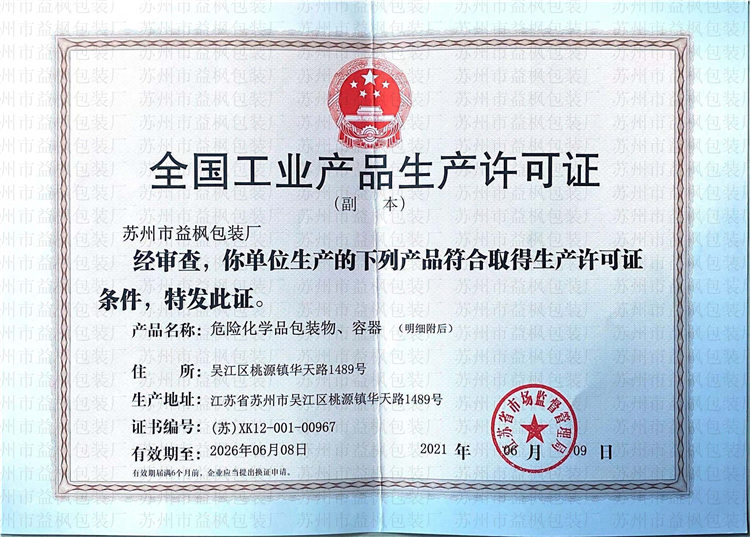 全国工业产品生产许可证
(副 本)
苏州市益枫包装厂
经审查，你单位生产的下列产品符合取得生产许可证
条件，特发此证。
产品名称：危险化学品包装物、容器 （明细附后）
住 所：吴江区桃源镇华天路1489号
生产地址：江苏省苏州市吴江区桃源镇华天路1489号
证书编号：(苏)XK12-001-00967
有效期至：2026年06月08日
2021 年 06 月 09 日
有效期届满6个月前，企业应当提出换证申请。
江苏省市场监督管理局
苏州市益枫包装厂